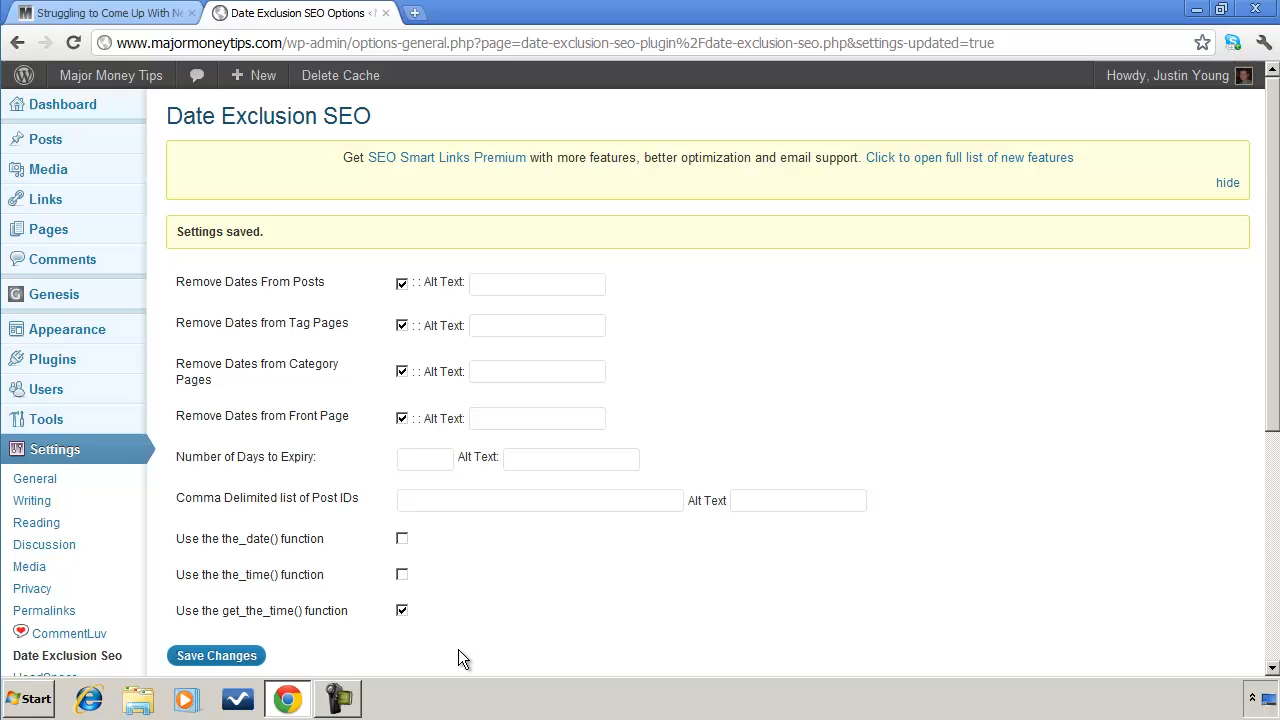 Struggling to Come Up With Ne
Date Exclusion SEO Options ‹
www.majormoneytips.com/wp-admin/options-general.php?page=date-exclusion-seo-plugin%2Fdate-exclusion-seo.php&settings-updated=true
Major Money Tips
New
Delete Cache
Howdy, Justin Young
Dashboard
Posts
Media
Links
Pages
Comments
Genesis
Appearance
Plugins
Users
Tools
Settings
General
Writing
Reading
Discussion
Media
Privacy
Permalinks
CommentLuv
Date Exclusion Seo
Date Exclusion SEO
Get SEO Smart Links Premium with more features, better optimization and email support. Click to open full list of new features
hide
Settings saved.
Remove Dates From Posts : : Alt Text:
Remove Dates from Tag Pages : : Alt Text:
Remove Dates from Category : : Alt Text:
Pages
Remove Dates from Front Page : : Alt Text:
Number of Days to Expiry: Alt Text:
Comma Delimited list of Post IDs Alt Text
Use the the_date() function
Use the the_time() function
Use the get_the_time() function
Save Changes
Start